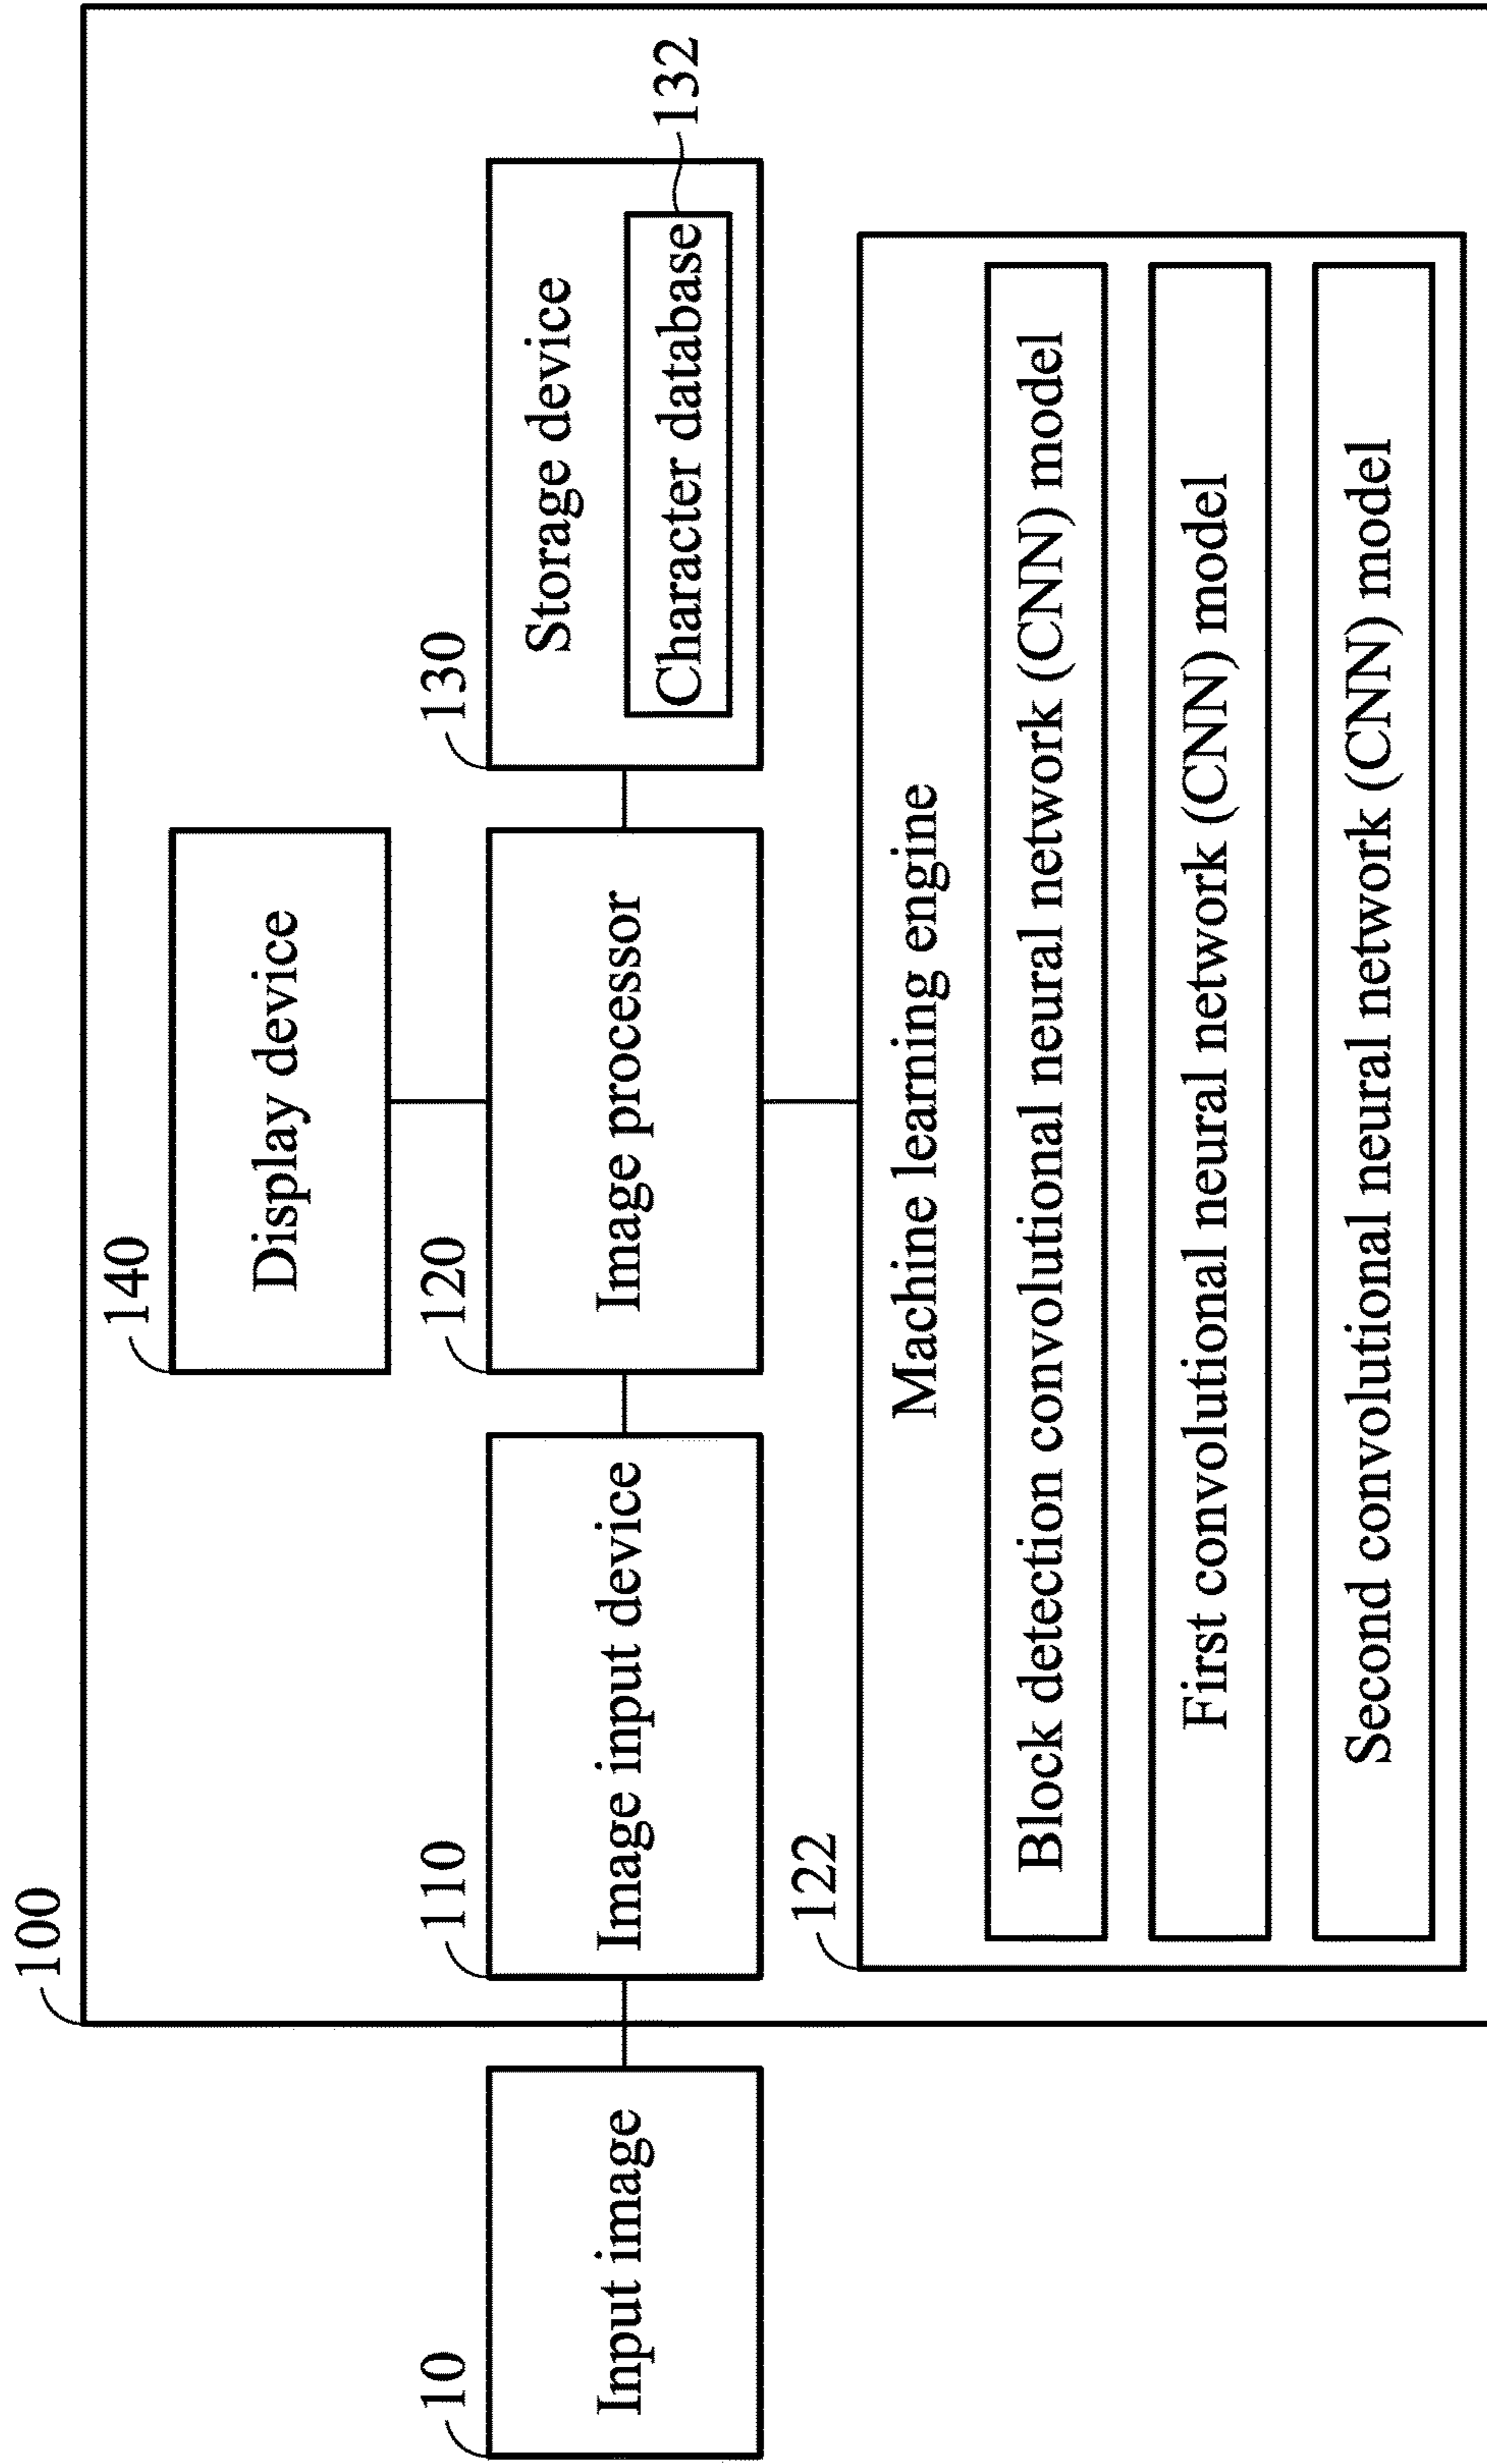 100
140
Display device
10
Input image
110
Image input device
120
Image processor
130
Storage device
Character database
132
122
Machine learning engine
Block detection convolutional neural network (CNN) model
First convolutional neural network (CNN) model
Second convolutional neural network (CNN) model